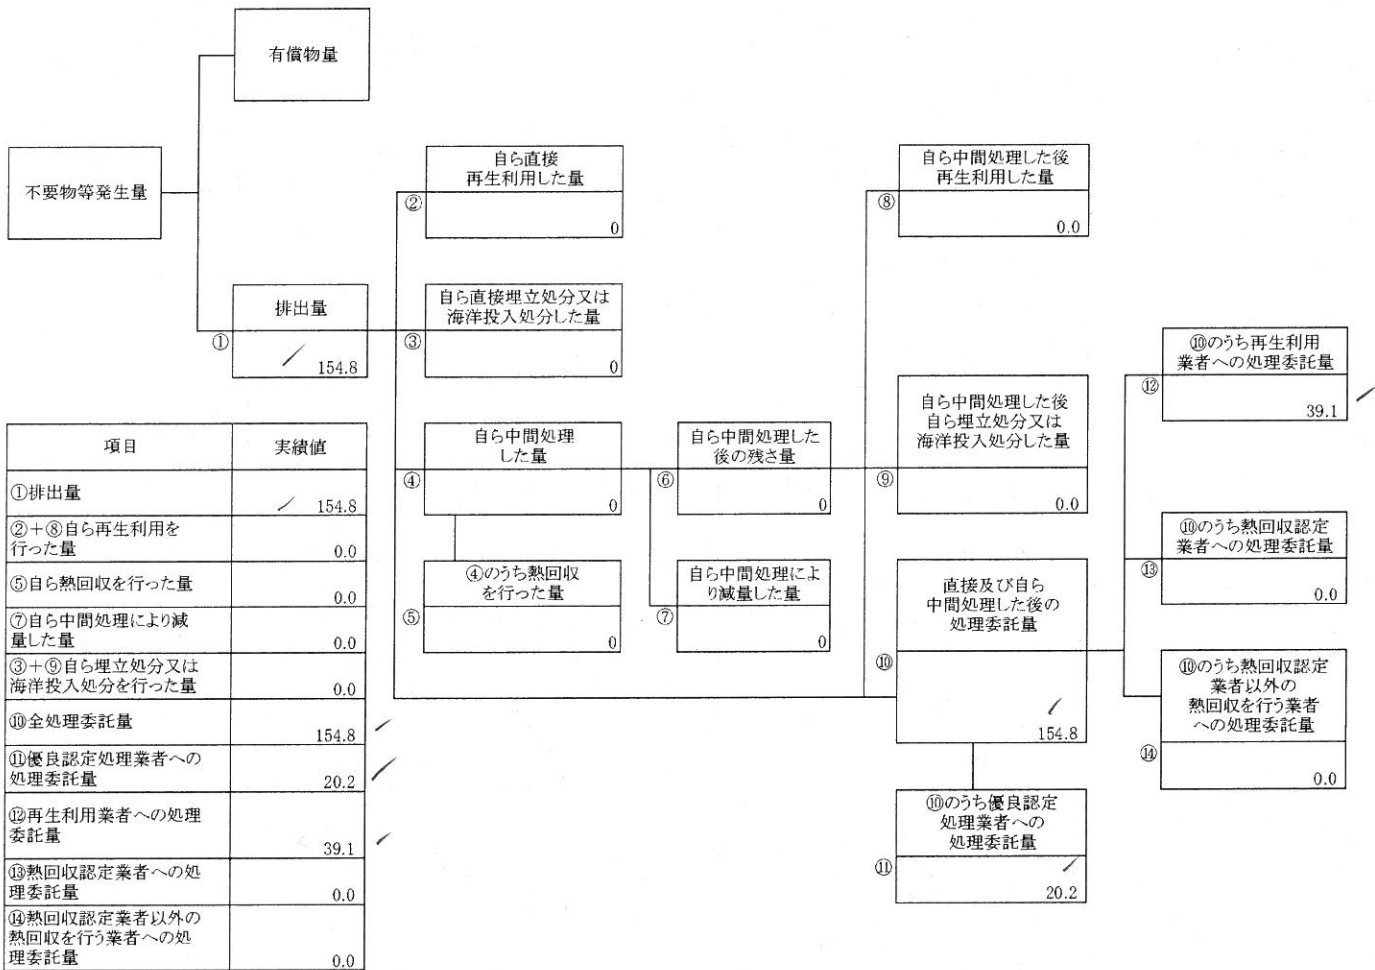 有償物量
不要物等発生量
排出量
①
154.8
自ら直接
再生利用した量
②
0
自ら直接埋立処分又は
海洋投入処分した量
③
0
自ら中間処理
した量
④
0
④のうち熱回収
を行った量
⑤
0
自ら中間処理した
後の残さ量
⑥
0
自ら中間処理によ
り減量した量
⑦
0
自ら中間処理した後
再生利用した量
⑧
0.0
自ら中間処理した後
自ら埋立処分又は
海洋投入処分した量
⑨
0.0
直接及び自ら
中間処理した後の
処理委託量
⑩
154.8
⑩のうち優良認定
処理業者への
処理委託量
⑪
20.2
⑩のうち再生利用
業者への処理委託量
⑫
39.1
⑩のうち熱回収認定
業者への処理委託量
⑬
0.0
⑩のうち熱回収認定
業者以外の
熱回収を行う業者
への処理委託量
⑭
0.0
項目 実績値
①排出量 154.8
②+⑧自ら再生利用を
行った量 0.0
⑤自ら熱回収を行った量 0.0
⑦自ら中間処理により減
量した量 0.0
③+⑨自ら埋立処分又は
海洋投入処分を行った量 0.0
⑩全処理委託量 154.8
⑪優良認定処理業者への
処理委託量 20.2
⑫再生利用業者への処理
委託量 39.1
⑬熱回収認定業者への処
理委託量 0.0
⑭熱回収認定業者以外の
熱回収を行う業者への処
理委託量 0.0